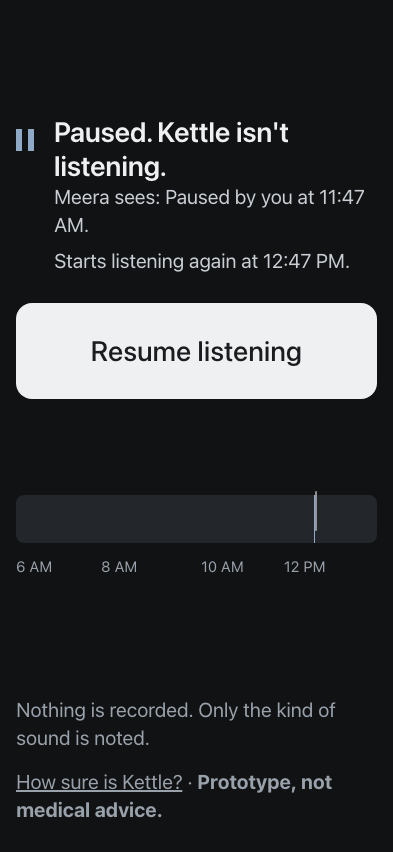 Paused. Kettle isn't
listening.
Meera sees: Paused by you at 11:47
AM.
Starts listening again at 12:47 PM.
Resume listening
6 AM 8 AM 10 AM 12 PM
Nothing is recorded. Only the kind of
sound is noted.
How sure is Kettle? · Prototype, not
medical advice.